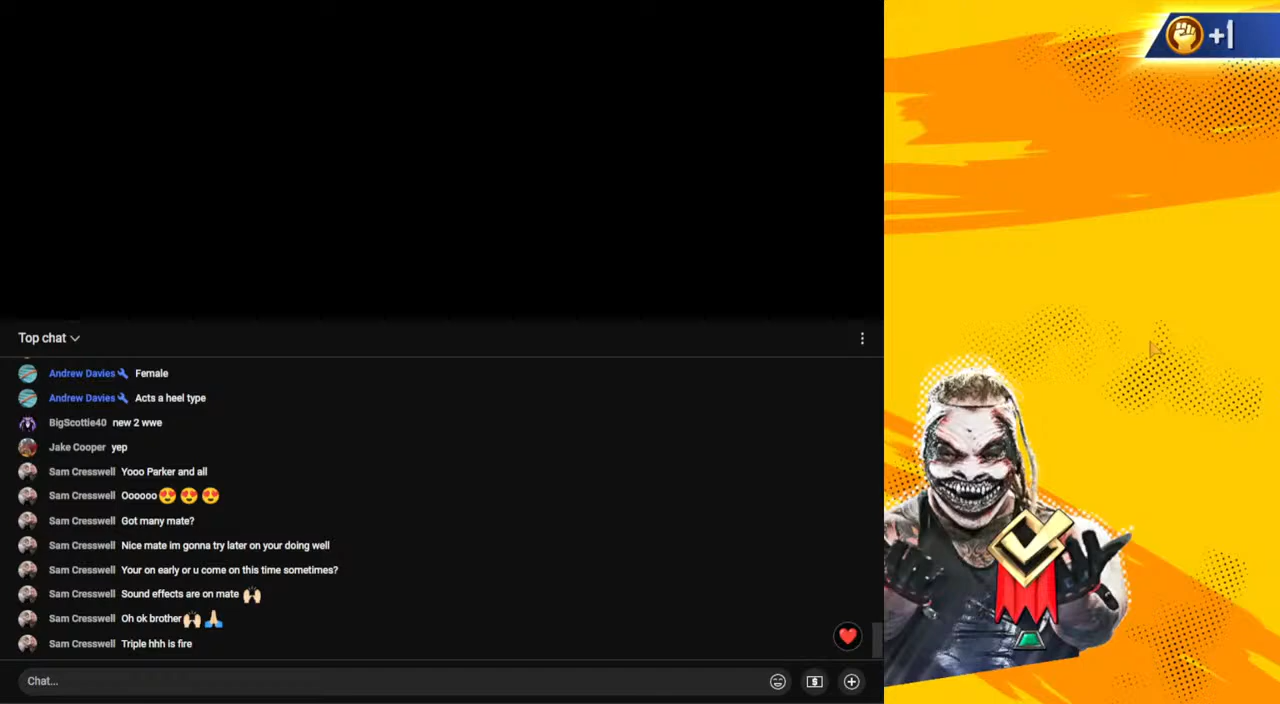 +1
Top chat
Andrew Davies Female
Andrew Davies Acts a heel type
BigScottie40 new 2 wwe
Jake Cooper yep
Sam Cresswell Yooo Parker and all
Sam Cresswell Oooooo😍😍😍
Sam Cresswell Got many mate?
Sam Cresswell Nice mate im gonna try later on your doing well
Sam Cresswell Your on early or u come on this time sometimes?
Sam Cresswell Sound effects are on mate 🙌🏻
Sam Cresswell Oh ok brother🙌🏻🙏🏻
Sam Cresswell Triple hhh is fire
Chat...